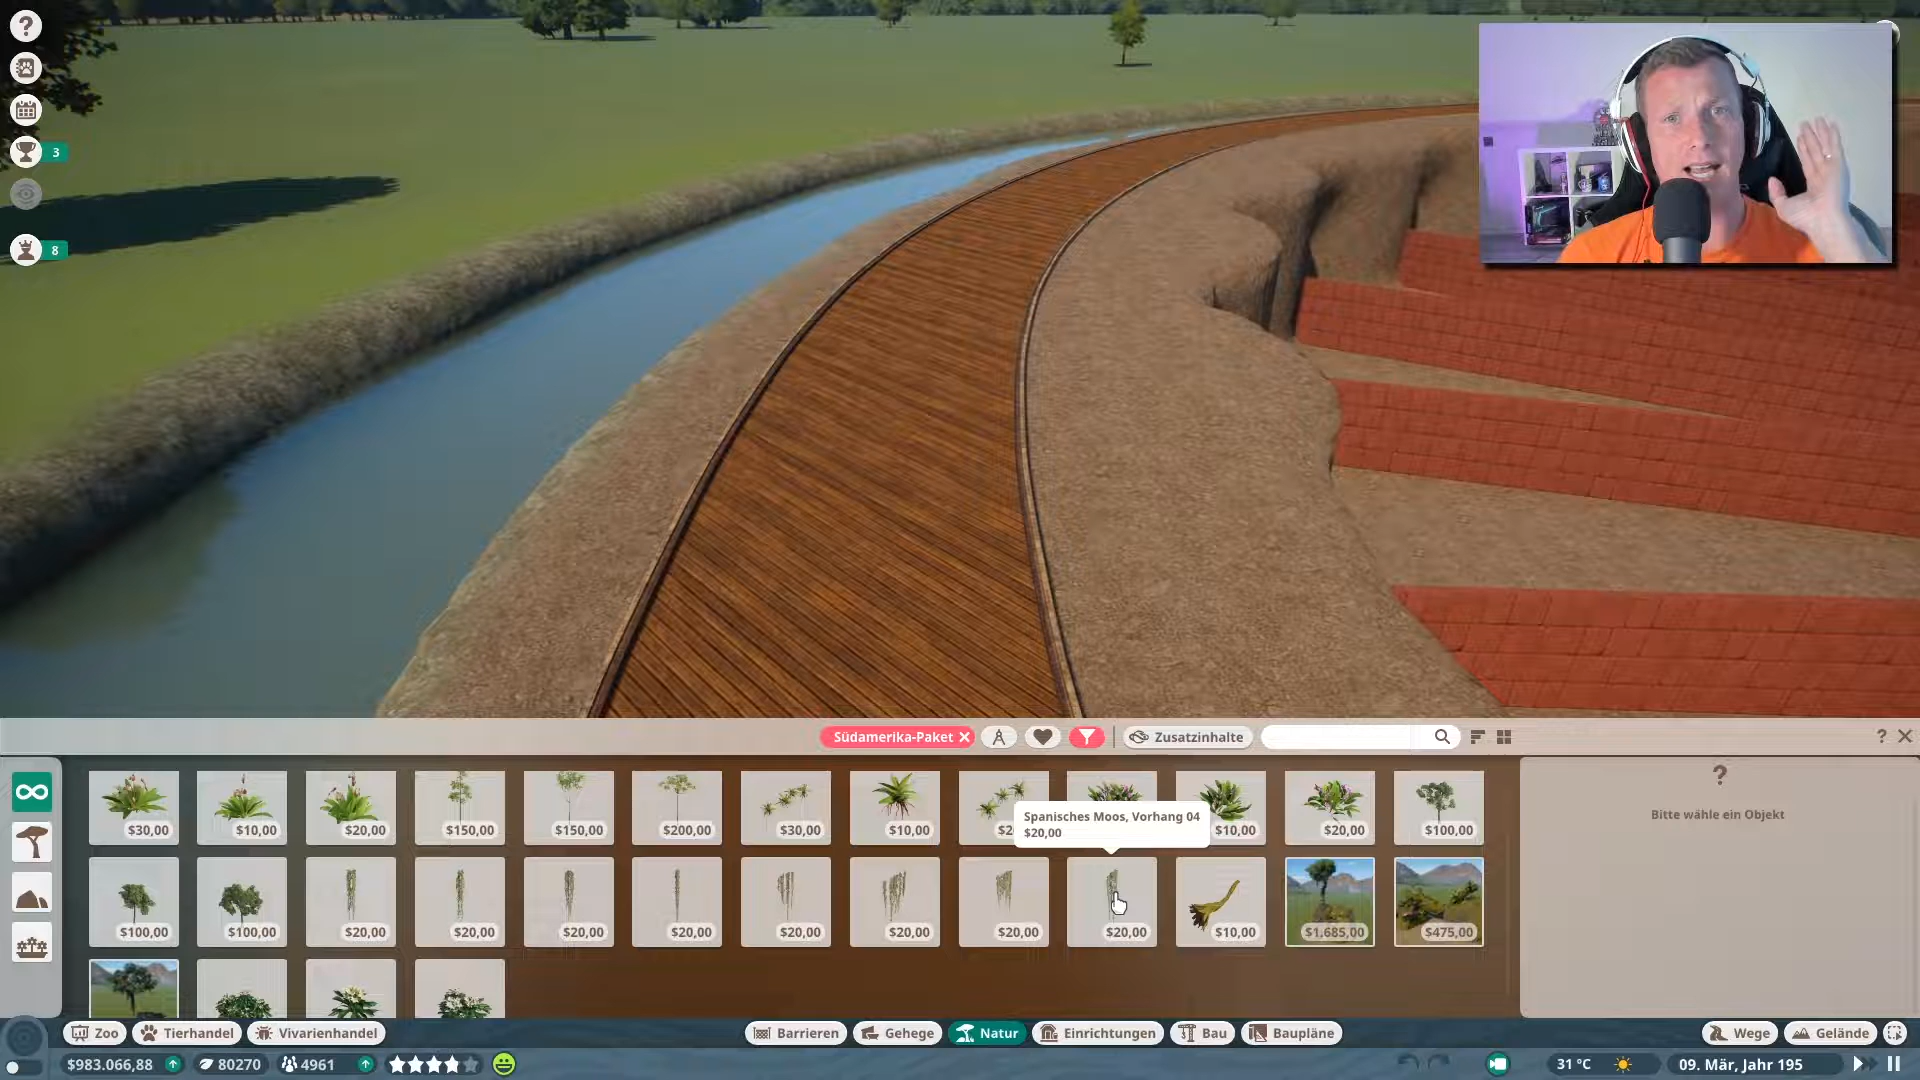 ?
3
8
Südamerika-Paket ✕
Zusatzinhalte
? ✕
$30,00 $10,00 $20,00 $150,00 $150,00 $200,00 $30,00 $10,00 $10,00 $20,00 $100,00
Spanisches Moos, Vorhang 04
$20,00
$100,00 $100,00 $20,00 $20,00 $20,00 $20,00 $20,00 $20,00 $20,00 $20,00 $10,00 $1.685,00 $475,00
?
Bitte wähle ein Objekt
Zoo Tierhandel Vivarienhandel Barrieren Gehege Natur Einrichtungen Bau Baupläne Wege Gelände
$983.066,88 80270 4961 31 °C 09. Mär, Jahr 195